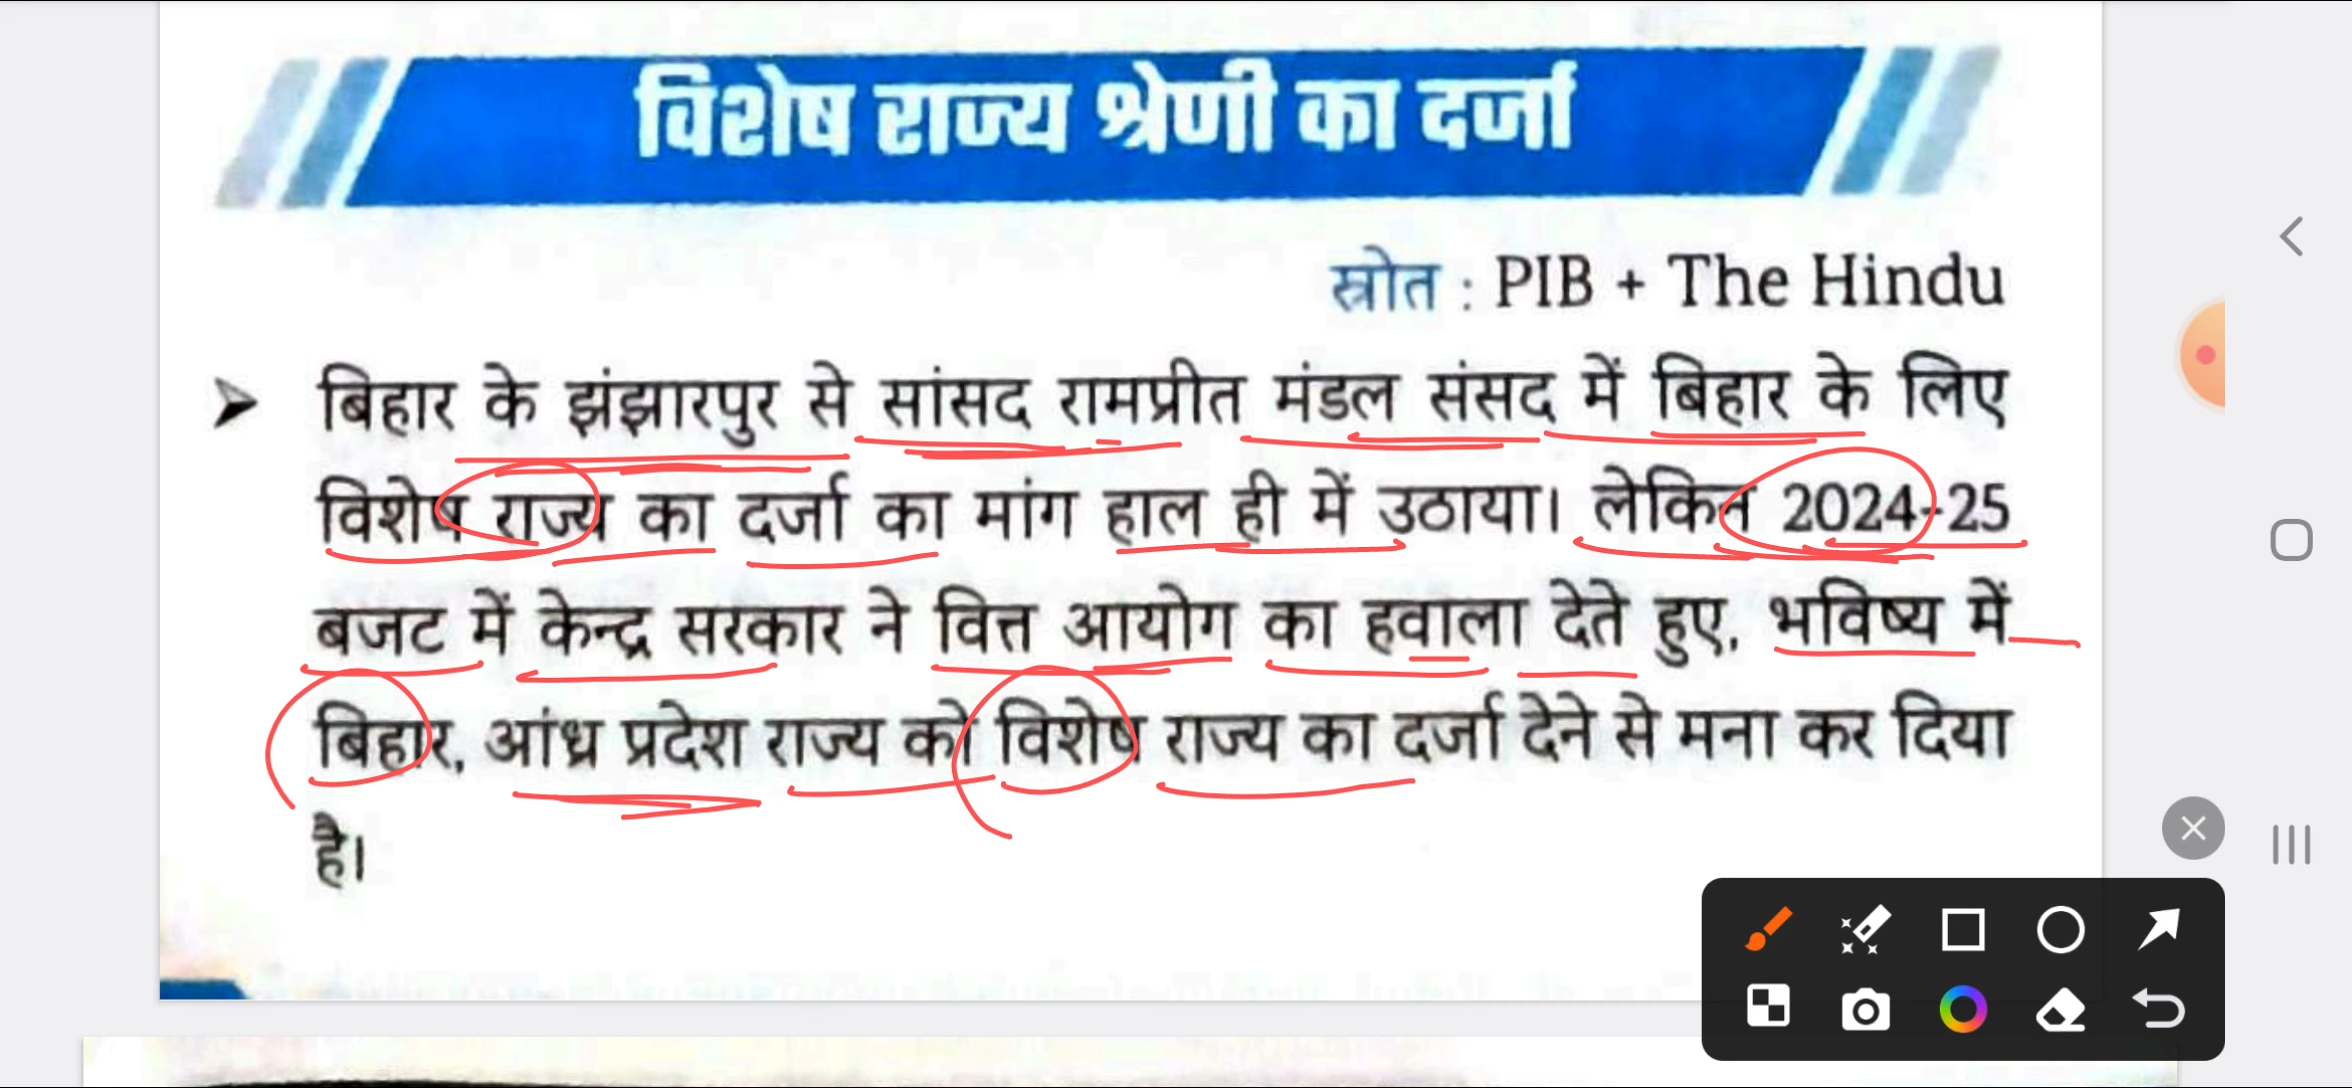 विशेष राज्य श्रेणी का दर्जा
स्रोत : PIB + The Hindu
➤ बिहार के झंझारपुर से सांसद रामप्रीत मंडल संसद में बिहार के लिए
विशेष राज्य का दर्जा का मांग हाल ही में उठाया। लेकिन 2024-25
बजट में केन्द्र सरकार ने वित्त आयोग का हवाला देते हुए, भविष्य में
बिहार, आंध्र प्रदेश राज्य को विशेष राज्य का दर्जा देने से मना कर दिया
है।